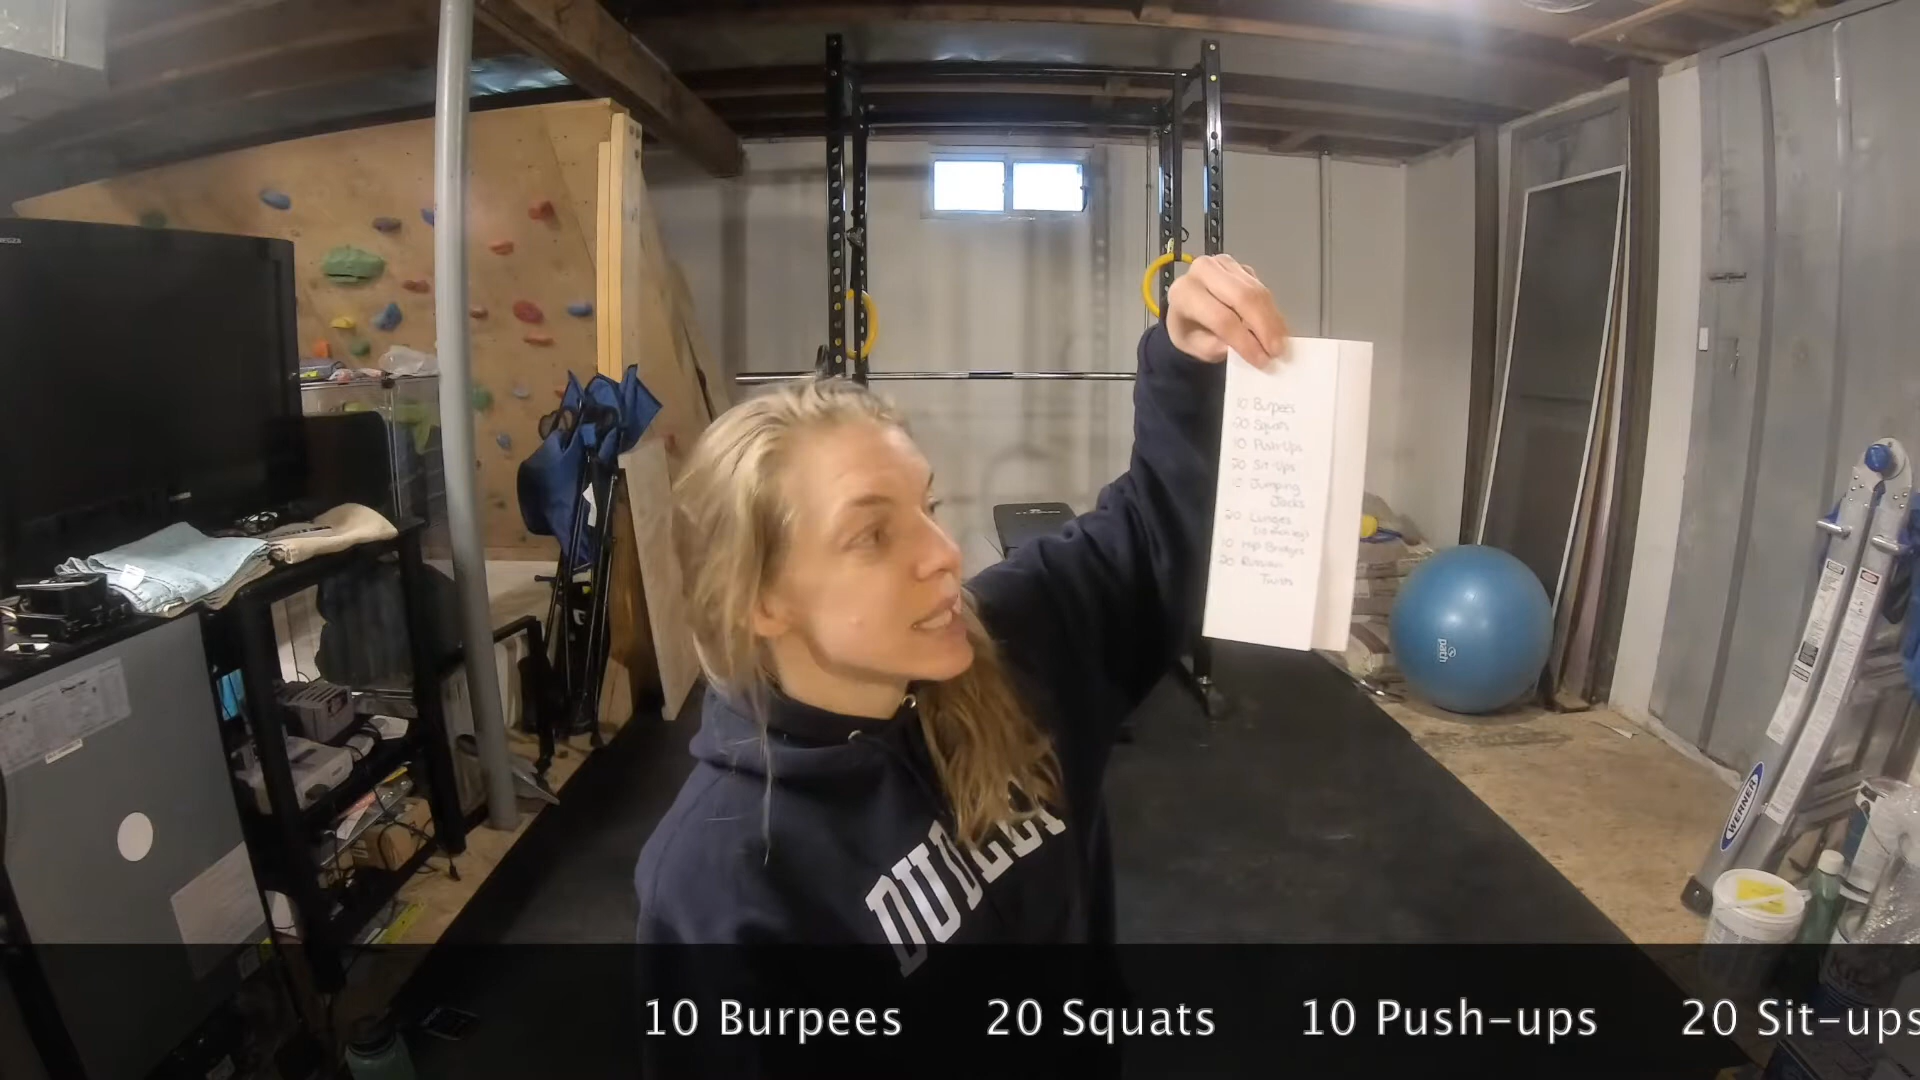 10 Burpees
20 Squats
10 Push-Ups
20 Sit-Ups
10 Jumping
Jacks
20 Lunges
(10 each leg)
10 Hip Bridges
20 Russian
Twists
path
WERNER
10 Burpees 20 Squats 10 Push-ups 20 Sit-ups